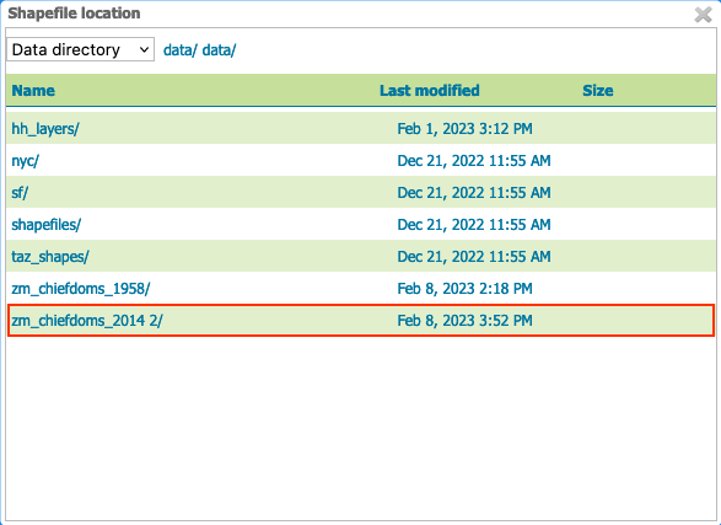 Shapefile location
Data directory data/ data/
Name Last modified Size
hh_layers/ Feb 1, 2023 3:12 PM
nyc/ Dec 21, 2022 11:55 AM
sf/ Dec 21, 2022 11:55 AM
shapefiles/ Dec 21, 2022 11:55 AM
taz_shapes/ Dec 21, 2022 11:55 AM
zm_chiefdoms_1958/ Feb 8, 2023 2:18 PM
zm_chiefdoms_2014 2/ Feb 8, 2023 3:52 PM